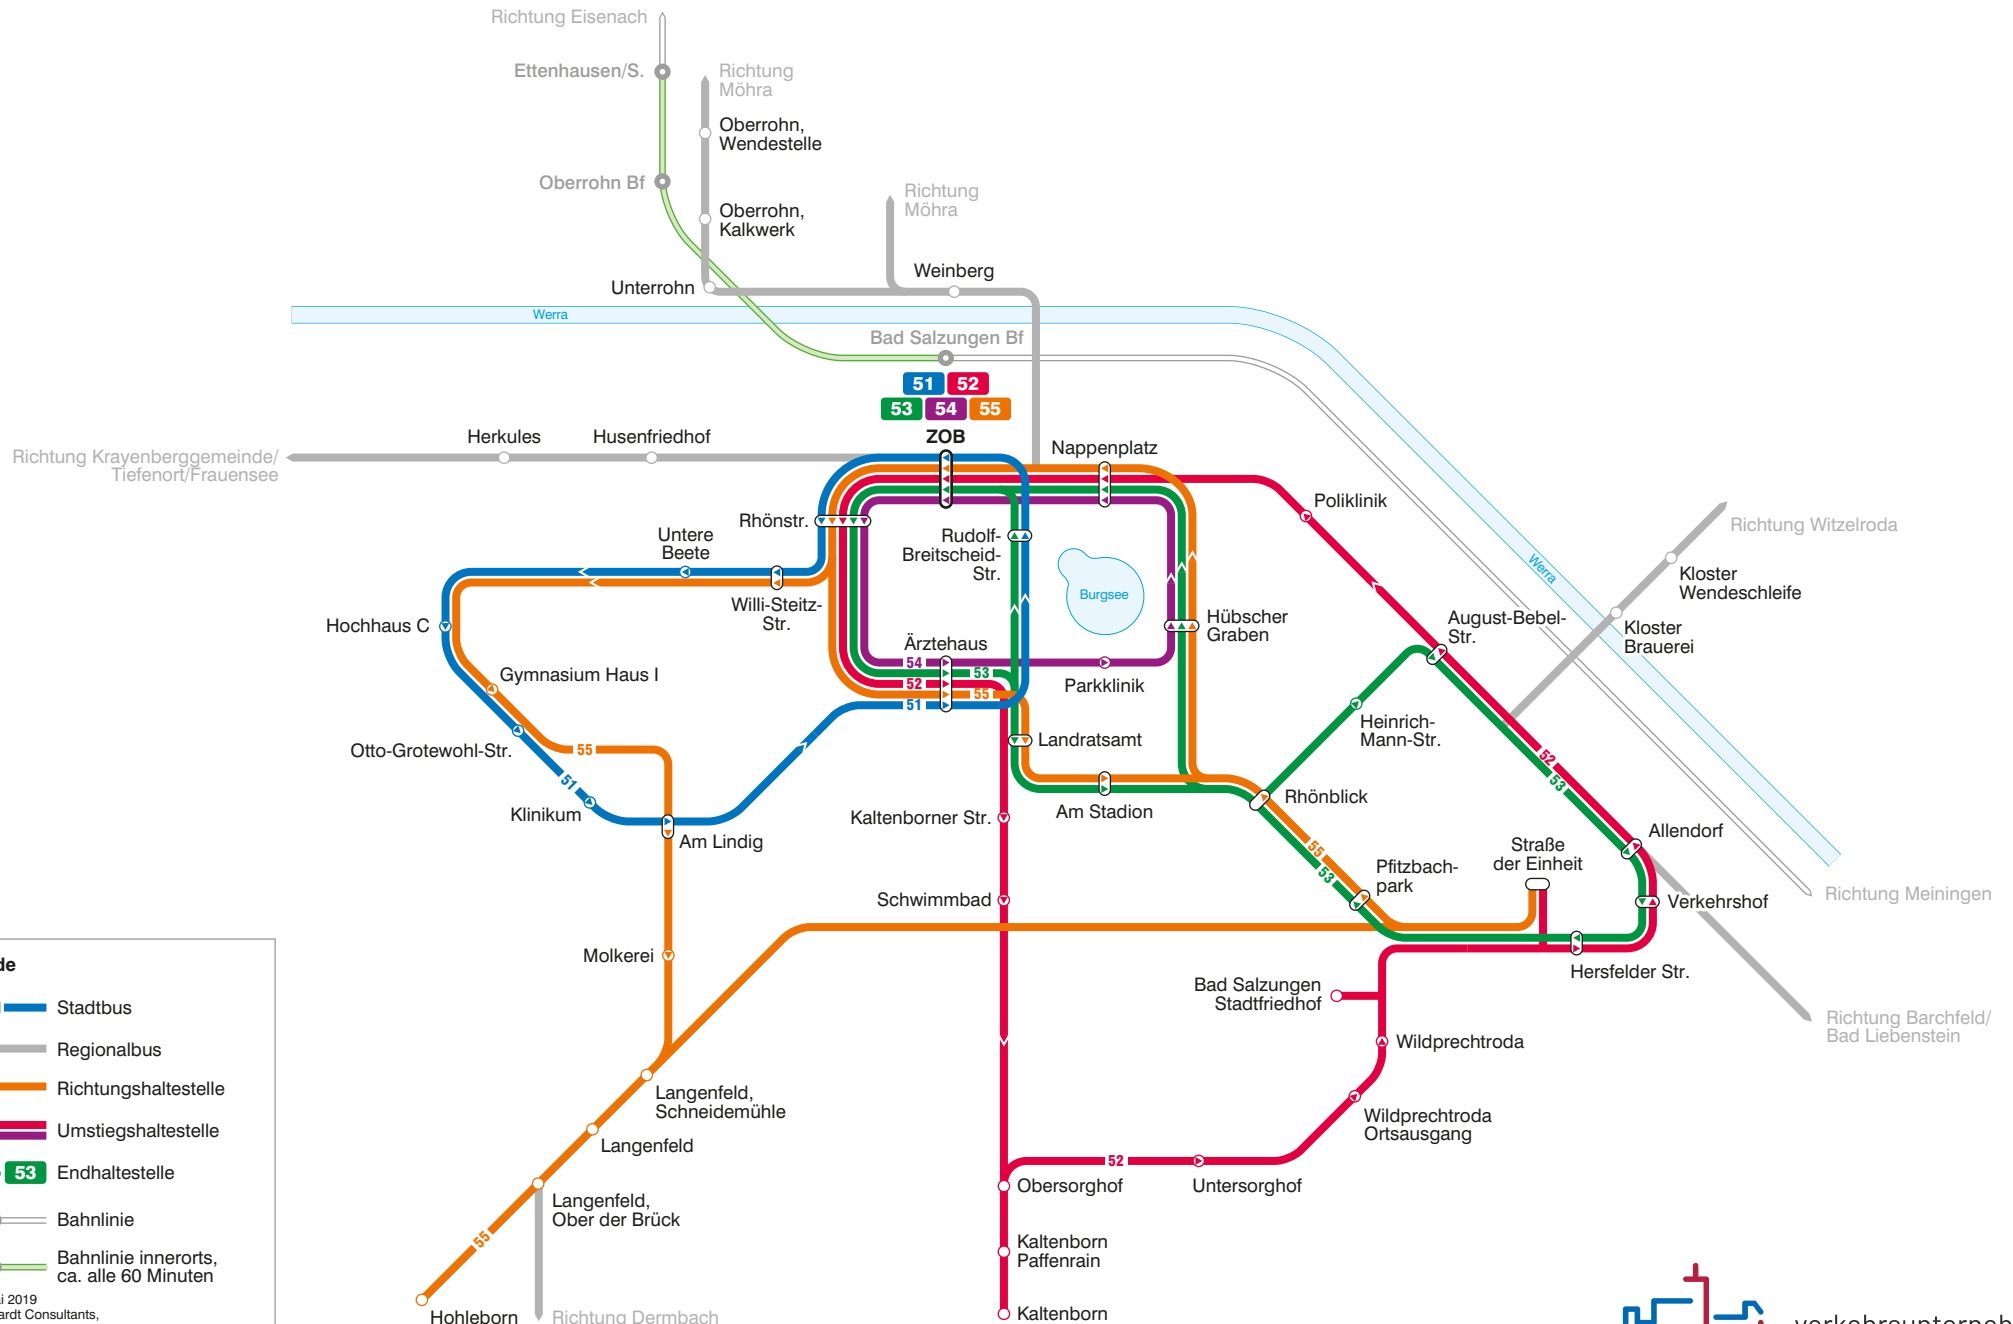 Richtung Eisenach
Ettenhausen/S.
Richtung
Möhra
Oberrohn,
Wendestelle
Oberrohn Bf
Richtung
Möhra
Oberrohn,
Kalkwerk
Weinberg
Unterrohn
Werra
Bad Salzungen Bf
51 52
53 54 55
ZOB
Herkules
Husenfriedhof
Nappenplatz
Richtung Krayenberggemeinde/
Tiefenort/Frauensee
Poliklinik
Rhönstr.
Richtung Witzelroda
Untere
Beete
Rudolf-
Breitscheid-
Str.
Werra
Kloster
Wendeschleife
Burgsee
Willi-Steitz-
Str.
Hochhaus C
Hübscher
Graben
August-Bebel-
Str.
Kloster
Brauerei
Ärztehaus
54
53
52
55
51
Gymnasium Haus I
Parkklinik
Heinrich-
Mann-Str.
Otto-Grotewohl-Str.
55
Landratsamt
52
53
51
Klinikum
Am Lindig
Kaltenborner Str.
Am Stadion
Rhönblick
Allendorf
Straße
der Einheit
55
53
Pfitzbach-
park
Schwimmbad
Verkehrshof
Richtung Meiningen
Molkerei
Hersfelder Str.
Bad Salzungen
Stadtfriedhof
Richtung Barchfeld/
Bad Liebenstein
Wildprechtroda
Langenfeld,
Schneidemühle
Wildprechtroda
Ortsausgang
Langenfeld
52
Obersorghof
Untersorghof
Langenfeld,
Ober der Brück
55
Kaltenborn
Paffenrain
Hohleborn
Richtung Dermbach
Kaltenborn
Stadtbus
Regionalbus
Richtungshaltestelle
Umstiegshaltestelle
53 Endhaltestelle
Bahnlinie
Bahnlinie innerorts,
ca. alle 60 Minuten
2019
Consultants,